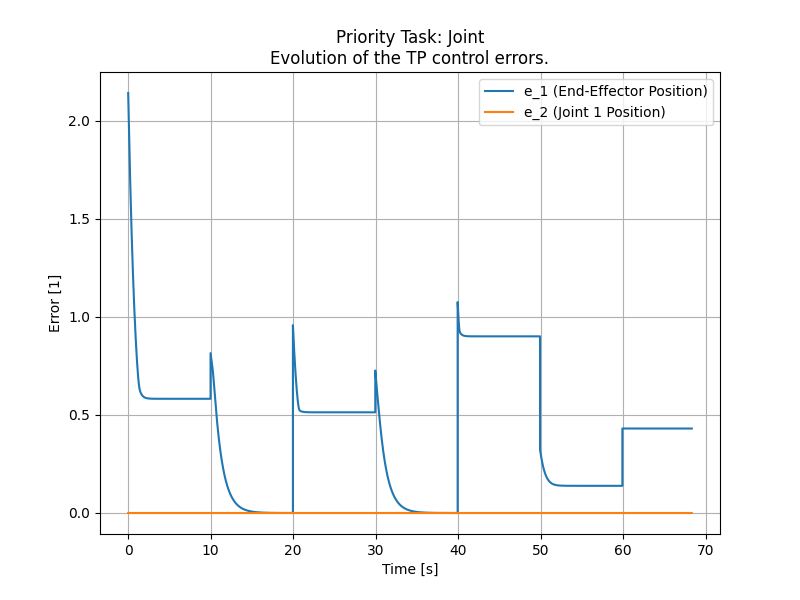 Priority Task: Joint
Evolution of the TP control errors.
e_1 (End-Effector Position)
e_2 (Joint 1 Position)
Error [1]
2.0
1.5
1.0
0.5
0.0
0 10 20 30 40 50 60 70
Time [s]